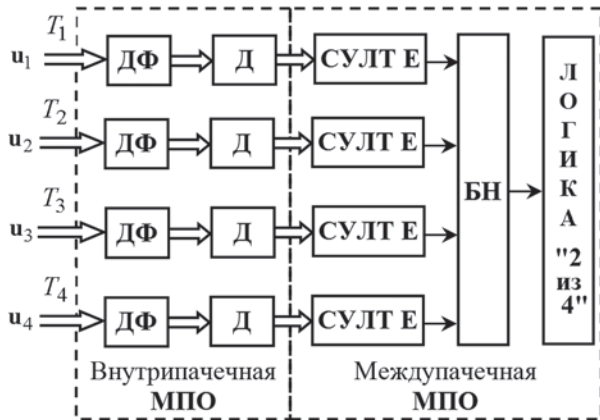 T1
u1 ДФ Д СУЛТ Е
T2
u2 ДФ Д СУЛТ Е
T3
u3 ДФ Д СУЛТ Е
T4
u4 ДФ Д СУЛТ Е
БН
ЛОГИКА
"2
из
4"
Внутрипачечная
МПО
Междупачечная
МПО